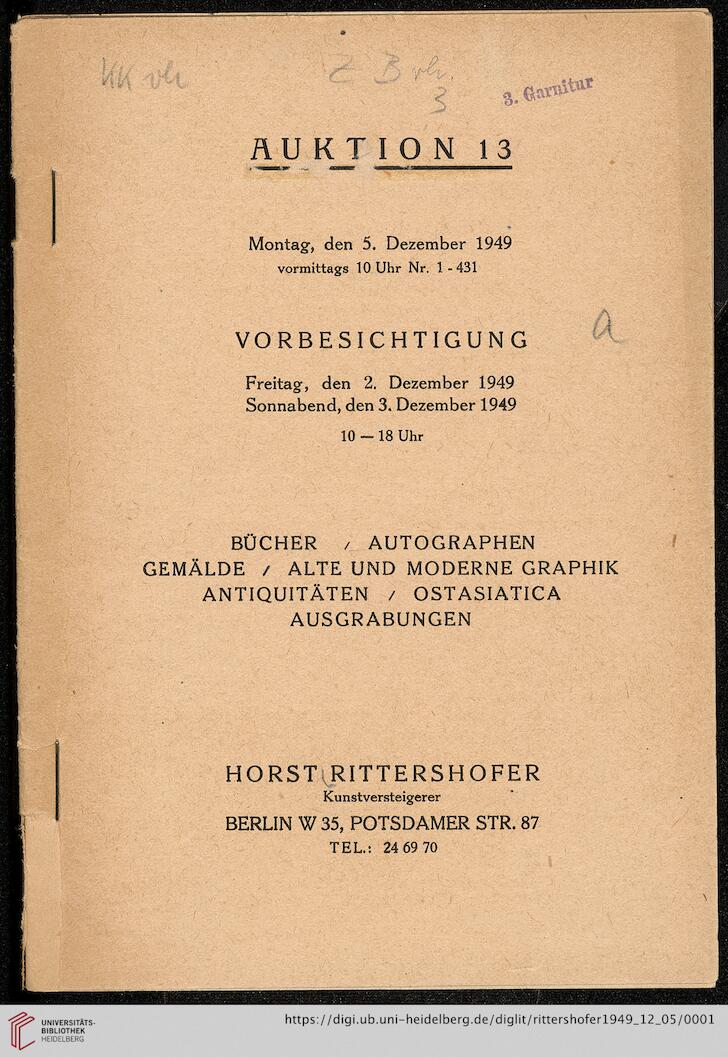 3. Garnitur
3
AUKTION 13
Montag, den 5. Dezember 1949
vormittags 10 Uhr Nr. 1 - 431
a
VORBESICHTIGUNG
Freitag, den 2. Dezember 1949
Sonnabend, den 3. Dezember 1949
10 — 18 Uhr
BÜCHER / AUTOGRAPHEN
GEMÄLDE / ALTE UND MODERNE GRAPHIK
ANTIQUITÄTEN / OSTASIATICA
AUSGRABUNGEN
HORST RITTERSHOFER
Kunstversteigerer
BERLIN W 35, POTSDAMER STR. 87
TEL.: 24 69 70
UNIVERSITÄTS-
BIBLIOTHEK
HEIDELBERG
https://digi.ub.uni-heidelberg.de/diglit/rittershofer1949_12_05/0001